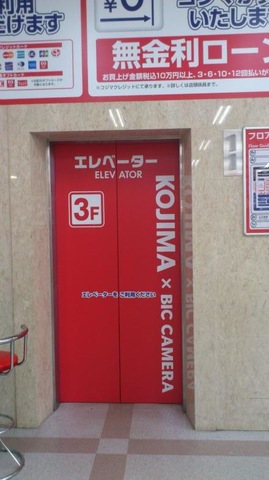 利用
だけます
¥0
いたしま
無金利ロー
お買上げ金額税込10万円以上、3・6・10・12回払いが
エレベーター
ELEVATOR
3F
KOJIMA × BIC CAMERA
エレベーターをご利用ください
フロア